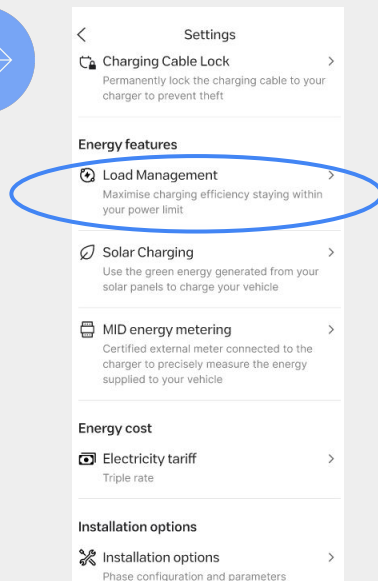 Settings
Charging Cable Lock
Permanently lock the charging cable to your
charger to prevent theft
Energy features
Load Management
Maximise charging efficiency staying within
your power limit
Solar Charging
Use the green energy generated from your
solar panels to charge your vehicle
MID energy metering
Certified external meter connected to the
charger to precisely measure the energy
supplied to your vehicle
Energy cost
Electricity tariff
Triple rate
Installation options
Installation options
Phase configuration and parameters